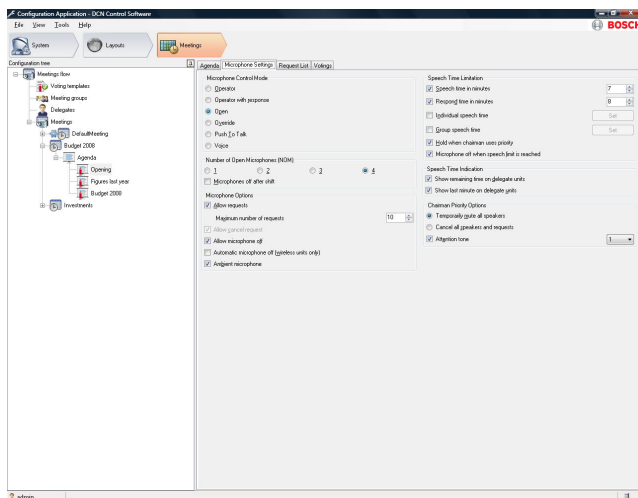 Configuration Application - DCN Control Software
File View Tools Help
BOSCH
System
Layouts
Meetings
Configuration tree
Meetings flow
Voting templates
Meeting groups
Delegates
Meetings
DefaultMeeting
Budget 2008
Agenda
Opening
Figures last year
Budget 2008
Investments
Agenda Microphone Settings Request List Votings
Microphone Control Mode
Operator
Operator with response
Open
Override
Push To Talk
Voice
Number of Open Microphones (NOM)
1 2 3 4
Microphones off after shift
Microphone Options
Allow requests
Maximum number of requests 10
Allow cancel request
Allow microphone off
Automatic microphone off (wireless units only)
Ambient microphone
Speech Time Limitation
Speech time in minutes 7
Respond time in minutes 8
Individual speech time Set
Group speech time Set
Hold when chairman uses priority
Microphone off when speech limit is reached
Speech Time Indication
Show remaining time on delegate units
Show last minute on delegate units
Chairman Priority Options
Temporarily mute all speakers
Cancel all speakers and requests
Attention tone 1
admin